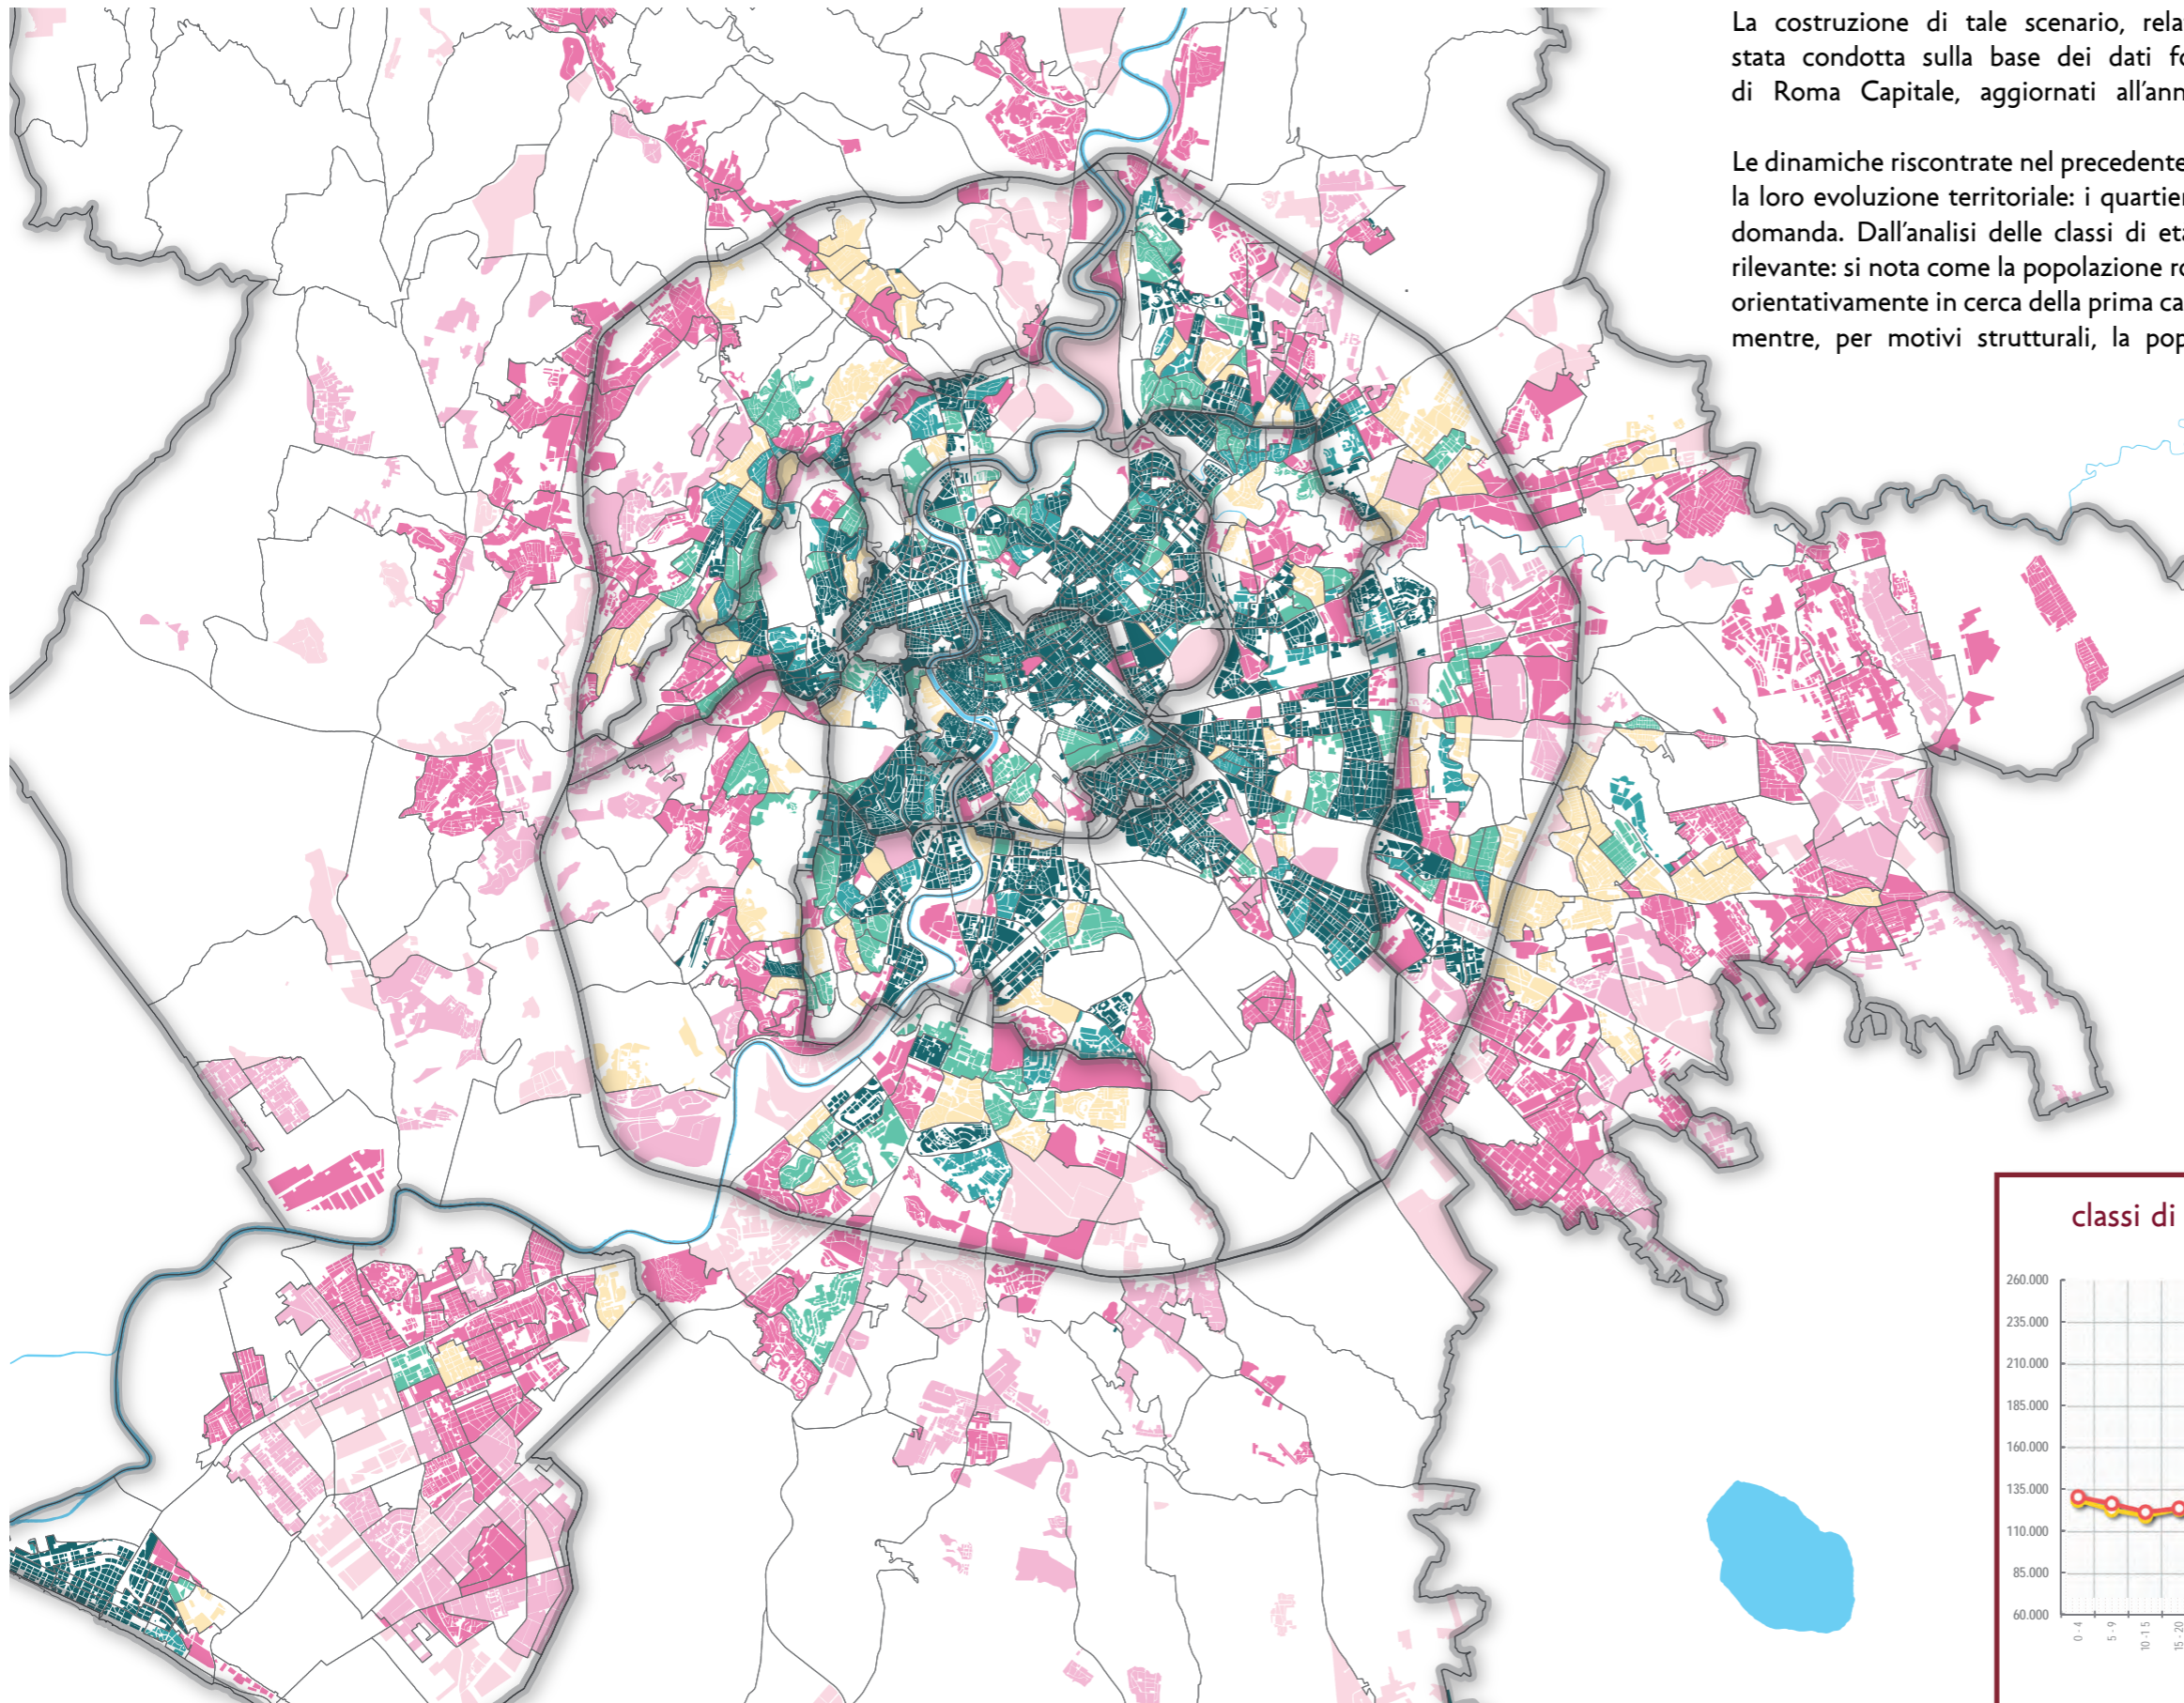 La costruzione di tale scenario, rela
stata condotta sulla base dei dati fo
di Roma Capitale, aggiornati all'ann
Le dinamiche riscontrate nel precedente
la loro evoluzione territoriale: i quartier
domanda. Dall'analisi delle classi di età
rilevante: si nota come la popolazione ro
orientativamente in cerca della prima ca
mentre, per motivi strutturali, la pop
classi di
260.000
235.000
210.000
185.000
160.000
135.000
110.000
85.000
60.000
0 - 4
5 - 9
10 -1 5
15 - 20